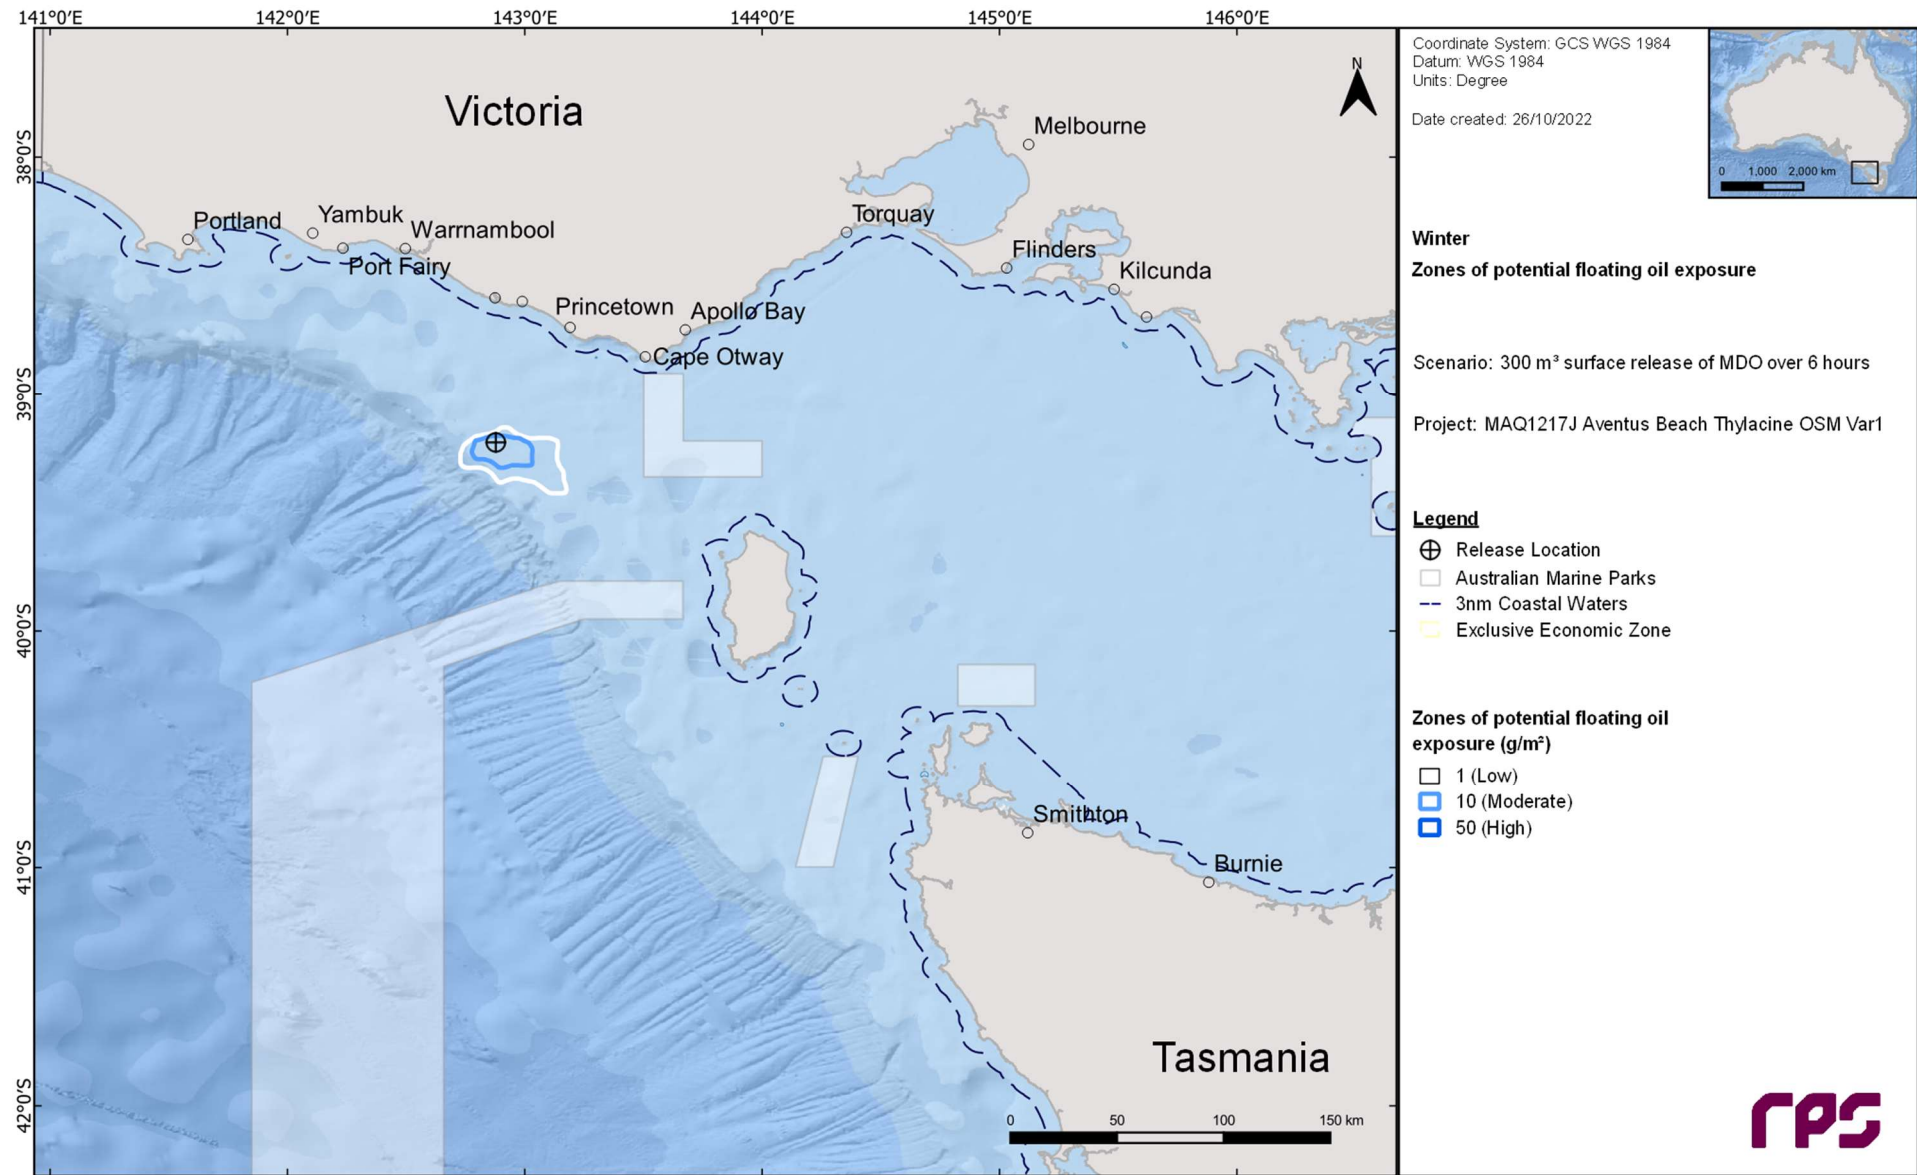 141°0'E 142°0'E 143°0'E 144°0'E 145°0'E 146°0'E
38°0'S
39°0'S
40°0'S
41°0'S
42°0'S
Victoria
N
Melbourne
Portland
Yambuk
Warrnambool
Port Fairy
Torquay
Flinders
Kilcunda
Princetown
Apollo Bay
Cape Otway
Smithton
Burnie
Tasmania
0 50 100 150 km
Coordinate System: GCS WGS 1984
Datum: WGS 1984
Units: Degree
Date created: 26/10/2022
0 1,000 2,000 km
Winter
Zones of potential floating oil exposure
Scenario: 300 m³ surface release of MDO over 6 hours
Project: MAQ1217J Aventus Beach Thylacine OSM Var1
Legend
Release Location
Australian Marine Parks
3nm Coastal Waters
Exclusive Economic Zone
Zones of potential floating oil
exposure (g/m²)
1 (Low)
10 (Moderate)
50 (High)
rps